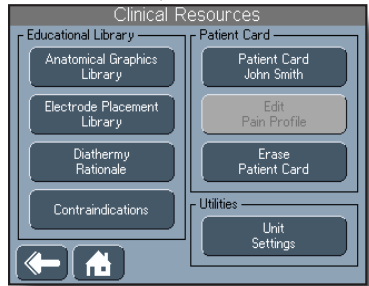 Clinical Resources
Educational Library
Anatomical Graphics
Library
Electrode Placement
Library
Diathermy
Rationale
Contraindications
Patient Card
Patient Card
John Smith
Edit
Pain Profile
Erase
Patient Card
Utilities
Unit
Settings